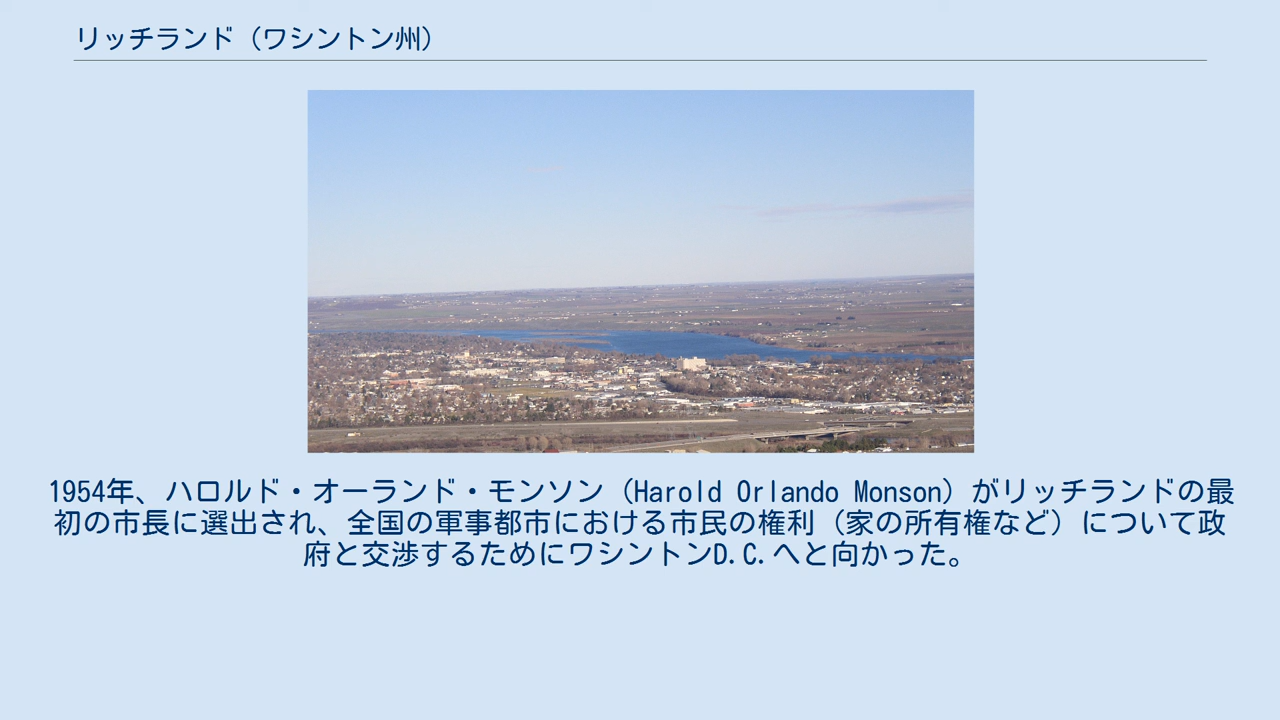 リッチランド（ワシントン州）
1954年、ハロルド・オーランド・モンソン（Harold Orlando Monson）がリッチランドの最
初の市長に選出され、全国の軍事都市における市民の権利（家の所有権など）について政
府と交渉するためにワシントンD.C.へと向かった。